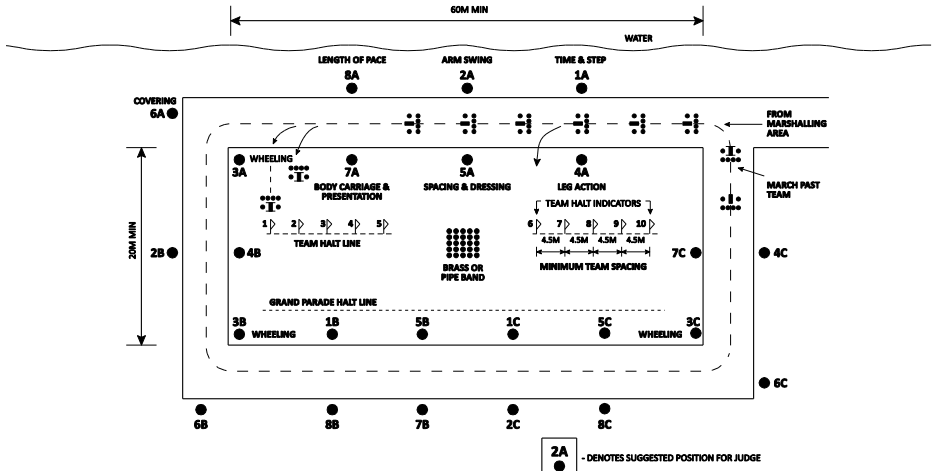 60M MIN
WATER
LENGTH OF PACE
ARM SWING
TIME & STEP
8A
2A
1A
COVERING
6A
FROM
MARSHALLING
AREA
WHEELING
3A
7A
5A
4A
BODY CARRIAGE &
PRESENTATION
SPACING & DRESSING
LEG ACTION
MARCH PAST
TEAM
TEAM HALT INDICATORS
1 2 3 4 5
6 7 8 9 10
4.5M 4.5M 4.5M 4.5M
TEAM HALT LINE
20M MIN
2B
4B
BRASS OR
PIPE BAND
MINIMUM TEAM SPACING
7C
4C
GRAND PARADE HALT LINE
3B
WHEELING
1B
5B
1C
5C
WHEELING
3C
6C
6B
8B
7B
2C
8C
2A
- DENOTES SUGGESTED POSITION FOR JUDGE